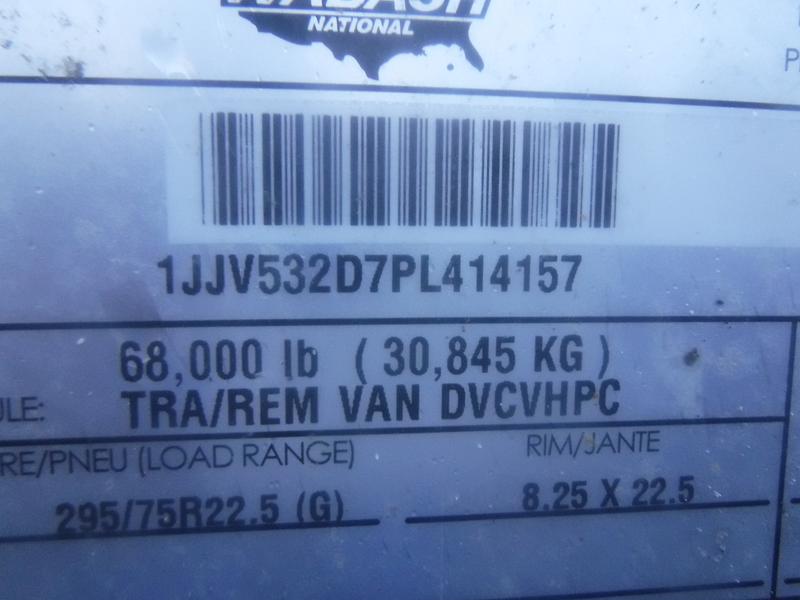 WABASH
NATIONAL
1JJV532D7PL414157
68,000 lb ( 30,845 KG )
TRA/REM VAN DVCVHPC
RIM/JANTE
RE/PNEU (LOAD RANGE)
295/75R22.5 (G)
8.25 X 22.5